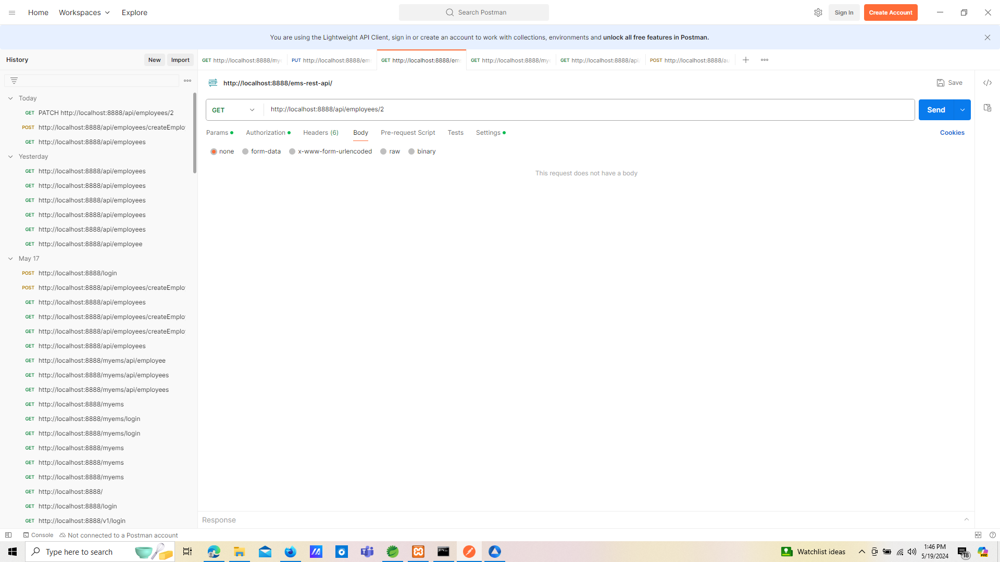 Home
Workspaces
Explore
Search Postman
Sign In
Create Account
You are using the Lightweight API Client, sign in or create an account to work with collections, environments and unlock all free features in Postman.
History
New
Import
GET http://localhost:8888/my
PUT http://localhost:8888/em
GET http://localhost:8888/em
GET http://localhost:8888/my
GET http://localhost:8888/api
POST http://localhost:8888/au
HTTP http://localhost:8888/ems-rest-api/
Save
GET
http://localhost:8888/api/employees/2
Send
Params
Authorization
Headers (6)
Body
Pre-request Script
Tests
Settings
Cookies
none
form-data
x-www-form-urlencoded
raw
binary
This request does not have a body
Today
GET PATCH http://localhost:8888/api/employees/2
POST http://localhost:8888/api/employees/createEmplo
GET http://localhost:8888/api/employees
Yesterday
GET http://localhost:8888/api/employees
GET http://localhost:8888/api/employees
GET http://localhost:8888/api/employees
GET http://localhost:8888/api/employees
GET http://localhost:8888/api/employees
GET http://localhost:8888/api/employee
May 17
POST http://localhost:8888/login
POST http://localhost:8888/api/employees/createEmplo
GET http://localhost:8888/api/employees
GET http://localhost:8888/api/employees/createEmplo
GET http://localhost:8888/api/employees/createEmplo
GET http://localhost:8888/api/employees
GET http://localhost:8888/myems/api/employee
GET http://localhost:8888/myems/api/employees
GET http://localhost:8888/myems/api/employees
GET http://localhost:8888/myems
GET http://localhost:8888/myems/login
GET http://localhost:8888/myems/login
GET http://localhost:8888/myems
GET http://localhost:8888/myems
GET http://localhost:8888/myems
GET http://localhost:8888/
GET http://localhost:8888/login
GET http://localhost:8888/v1/login
Response
Console
Not connected to a Postman account
Type here to search
Watchlist ideas
1:46 PM
5/19/2024
18
PRE